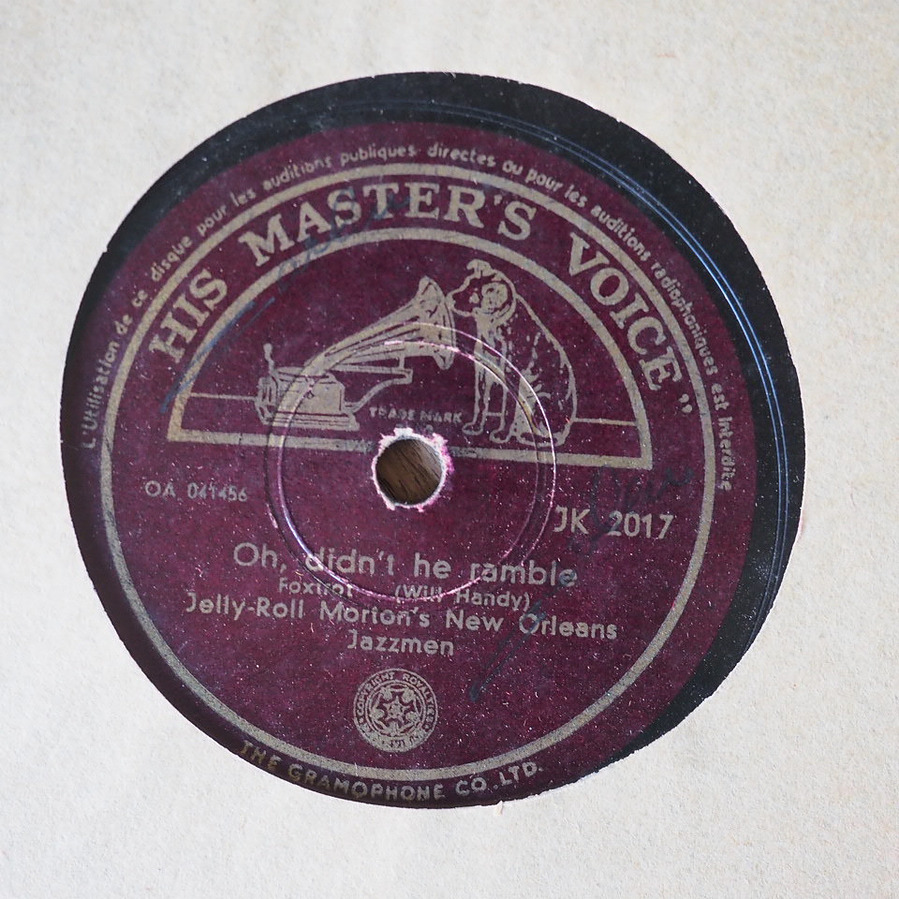 L'Utilisation de ce disque pour les auditions publiques directes ou pour les auditions radiophoniques est interdite
HIS MASTER'S VOICE"
TRADE MARK
OA 041456
JK 2017
Oh, didn't he ramble
Foxtrot (Will Handy)
Jelly-Roll Morton's New Orleans
Jazzmen
COPYRIGHT ROYALTIES
THE GRAMOPHONE CO. LTD.